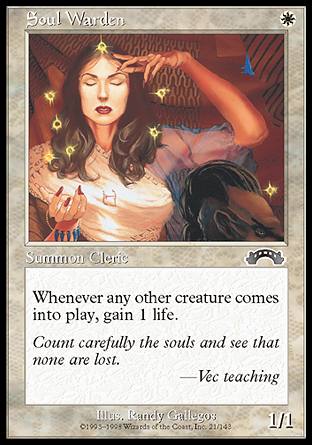 Soul Warden
Summon Cleric
Whenever any other creature comes
into play, gain 1 life.
Count carefully the souls and see that
none are lost.
—Vec teaching
Illus. Randy Gallegos
©1993-1998 Wizards of the Coast, Inc. 21/143
1/1